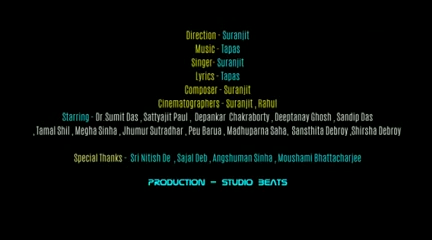 Direction - Suranjit
Music - Tapas
Singer- Suranjit
Lyrics - Tapas
Composer - Suranjit
Cinematographers - Suranjit , Rahul
Starring - Dr Sumit Das , Sattyajit Paul , Depankar Chakraborty , Deeptanay Ghosh , Sandip Das
, Tamal Shil , Megha Sinha , Jhumur Sutradhar , Peu Barua , Madhuparna Saha, Sansthita Debroy ,Shirsha Debroy
Special Thanks - Sri Nitish De , Sajal Deb , Angshuman Sinha , Moushami Bhattacharjee
PRODUCTION - STUDIO BEATS